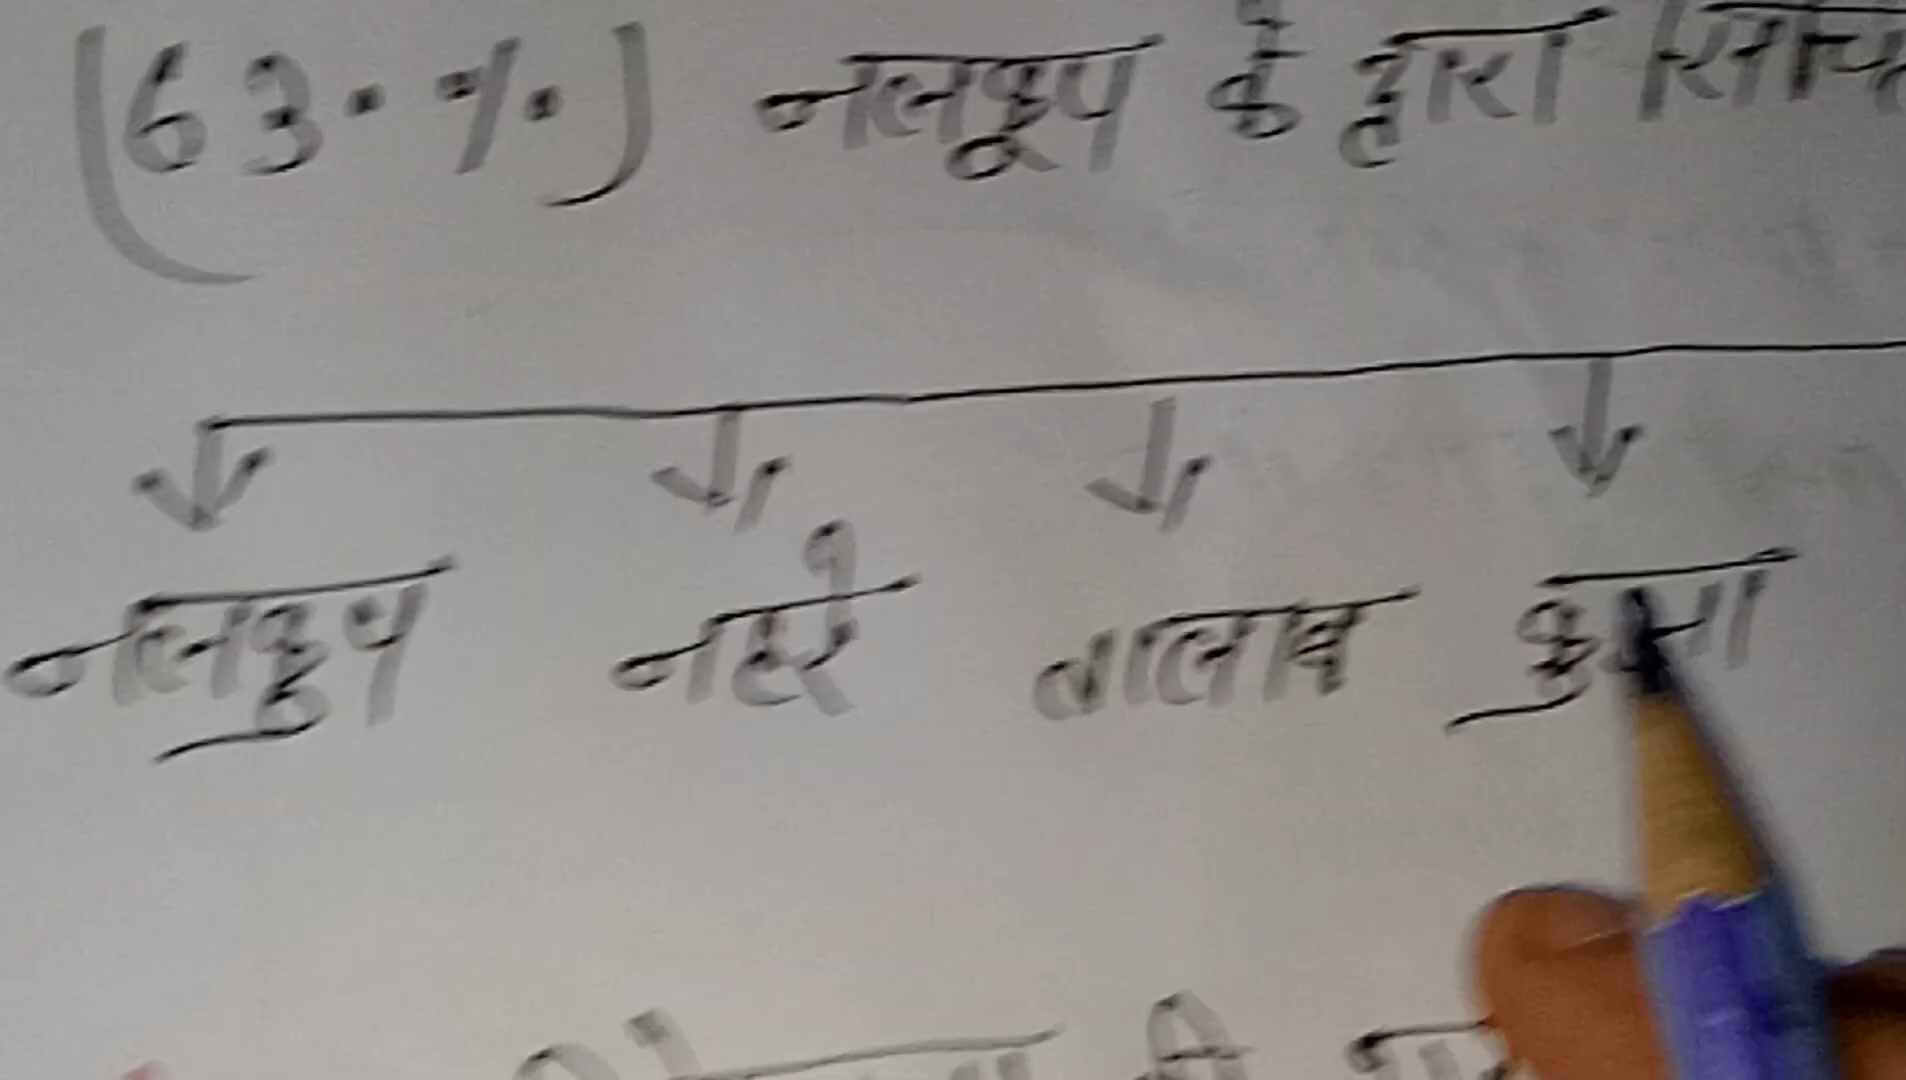 (63.%) नलकूप के द्वारा
नलकुप नहरे तालाब कुआ
की